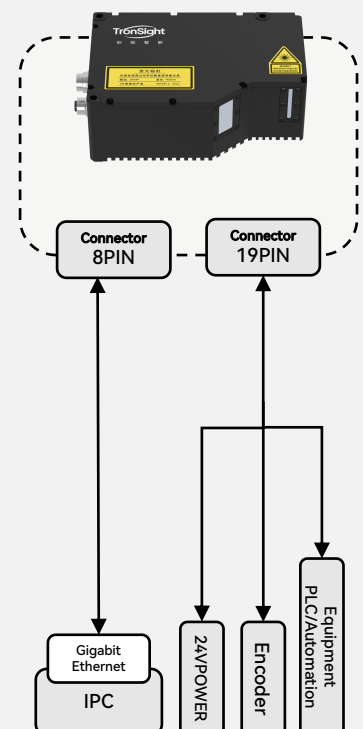 TronSight
Connector
8PIN
Connector
19PIN
Gigabit
Ethernet
IPC
24VPOWER
Encoder
Equipment
PLC/Automation